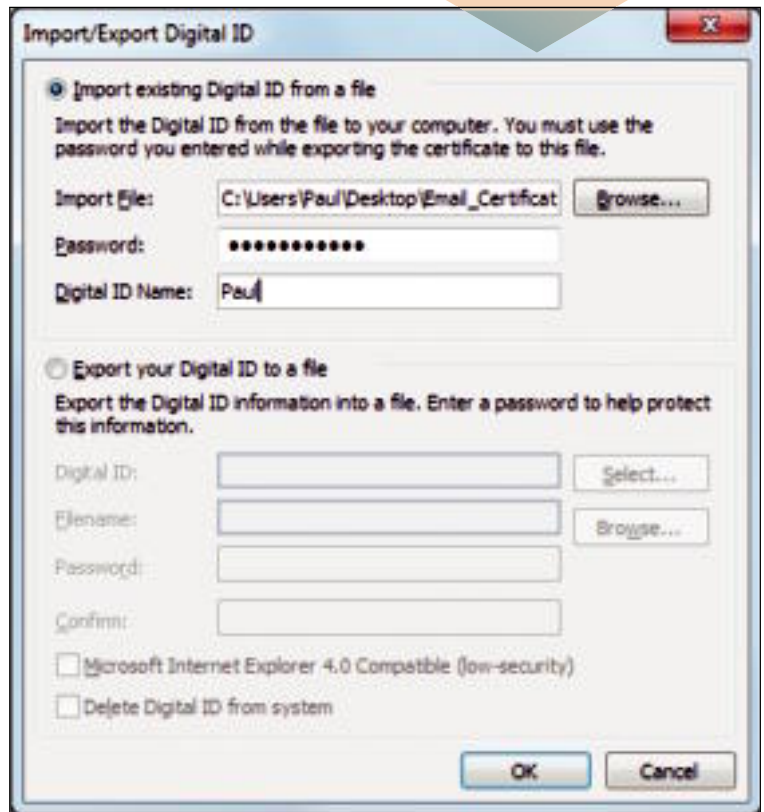 Import/Export Digital ID
Import existing Digital ID from a file
Import the Digital ID from the file to your computer. You must use the
password you entered while exporting the certificate to this file.
Import File: C:\Users\Paul\Desktop\Email_Certificat Browse...
Password: •••••••••••
Digital ID Name: Paul
Export your Digital ID to a file
Export the Digital ID information into a file. Enter a password to help protect
this information.
Digital ID: Select...
Filename: Browse...
Password:
Confirm:
Microsoft Internet Explorer 4.0 Compatible (low-security)
Delete Digital ID from system
OK Cancel